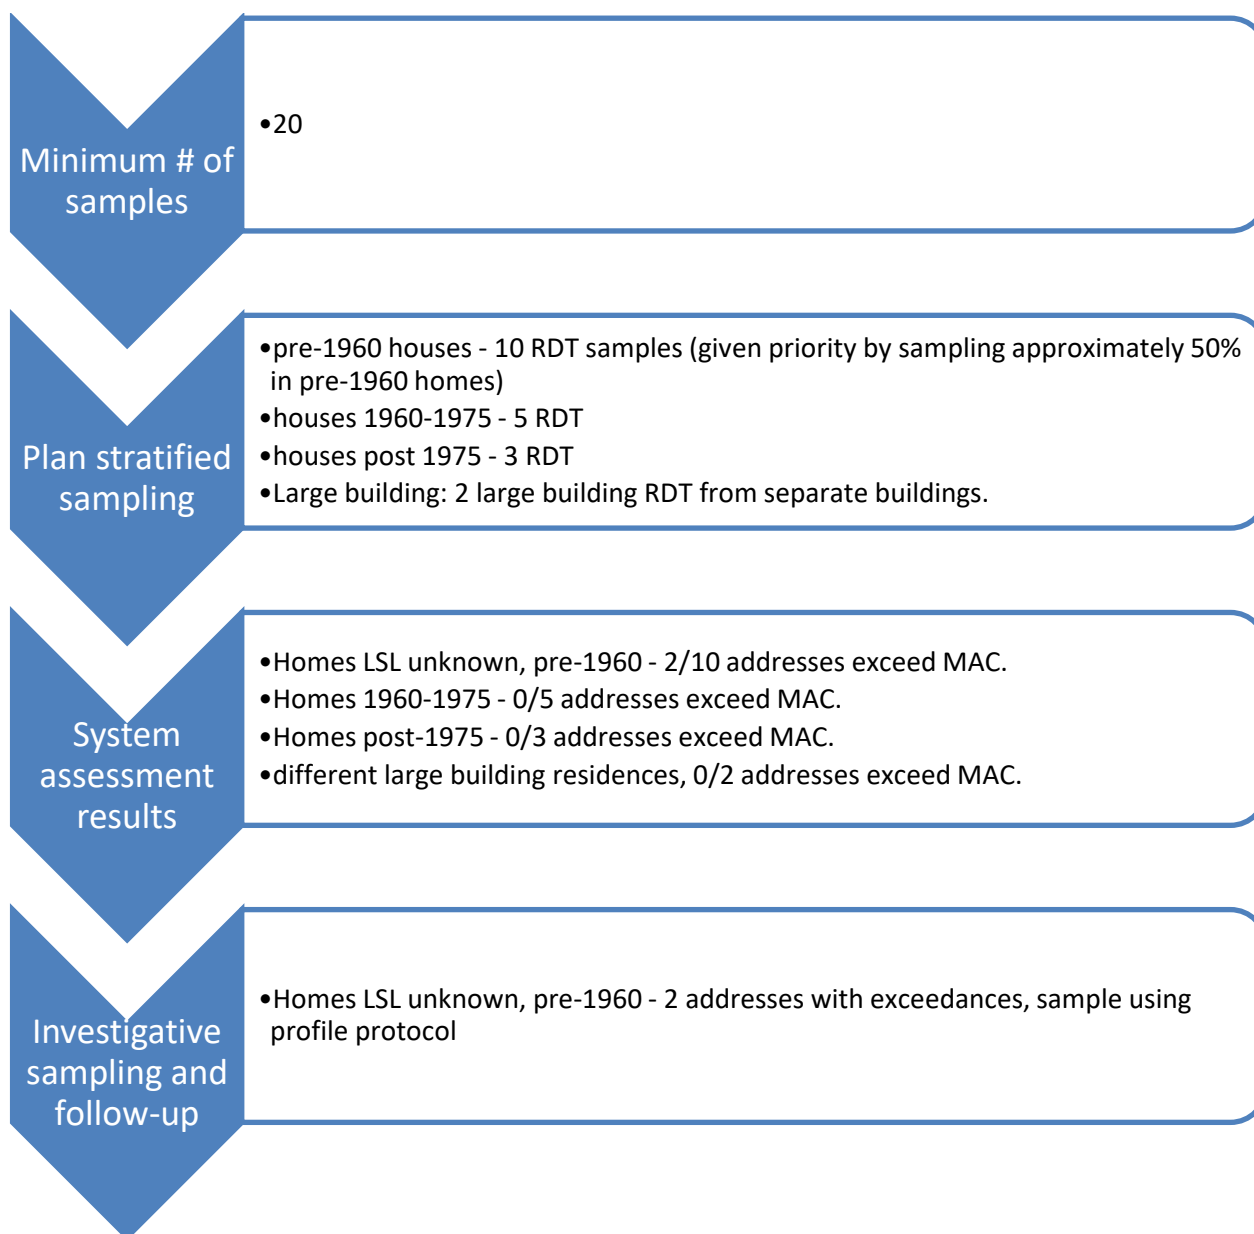 Minimum # of
samples
•20
Plan stratified
sampling
•pre-1960 houses - 10 RDT samples (given priority by sampling approximately 50%
in pre-1960 homes)
•houses 1960-1975 - 5 RDT
•houses post 1975 - 3 RDT
•Large building: 2 large building RDT from separate buildings.
System
assessment
results
•Homes LSL unknown, pre-1960 - 2/10 addresses exceed MAC.
•Homes 1960-1975 - 0/5 addresses exceed MAC.
•Homes post-1975 - 0/3 addresses exceed MAC.
•different large building residences, 0/2 addresses exceed MAC.
Investigative
sampling and
follow-up
•Homes LSL unknown, pre-1960 - 2 addresses with exceedances, sample using
profile protocol